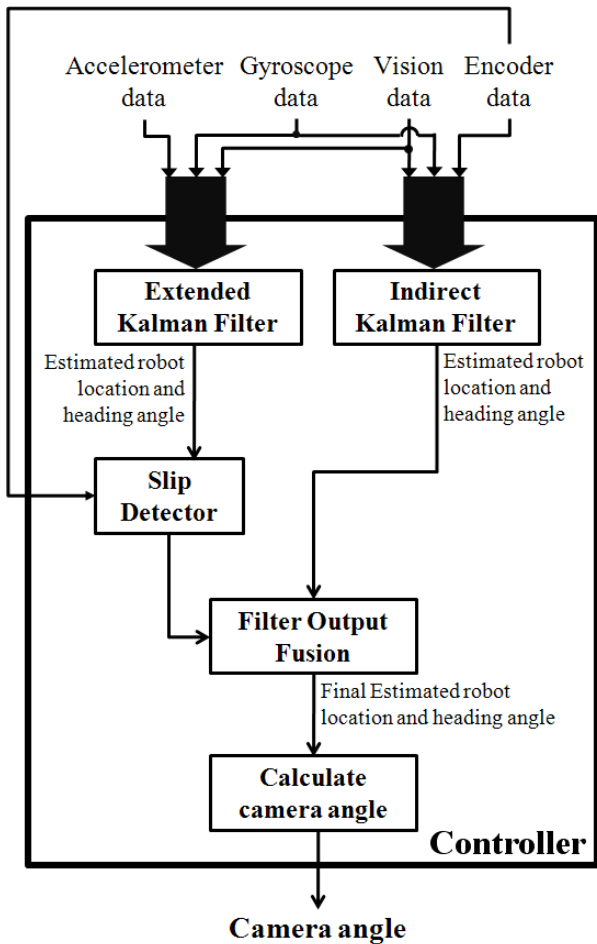 Accelerometer data
Gyroscope data
Vision data
Encoder data
Extended
Kalman Filter
Indirect
Kalman Filter
Estimated robot
location and
heading angle
Estimated robot
location and
heading angle
Slip
Detector
Filter Output
Fusion
Final Estimated robot
location and heading angle
Calculate
camera angle
Controller
Camera angle